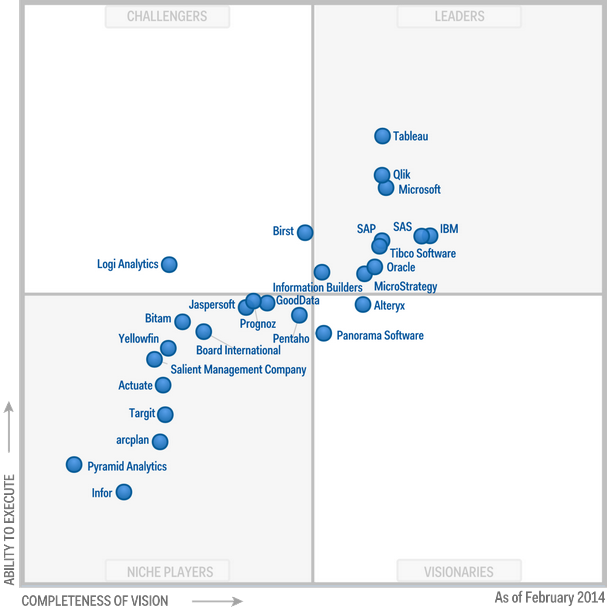 CHALLENGERS
LEADERS
Tableau
Qlik
Microsoft
Birst
SAP
SAS
IBM
Tibco Software
Logi Analytics
Oracle
Information Builders
MicroStrategy
Jaspersoft
GoodData
Alteryx
Bitam
Prognoz
Yellowfin
Board International
Pentaho
Panorama Software
Salient Management Company
Actuate
Targit
arcplan
Pyramid Analytics
Infor
ABILITY TO EXECUTE
NICHE PLAYERS
VISIONARIES
COMPLETENESS OF VISION
As of February 2014